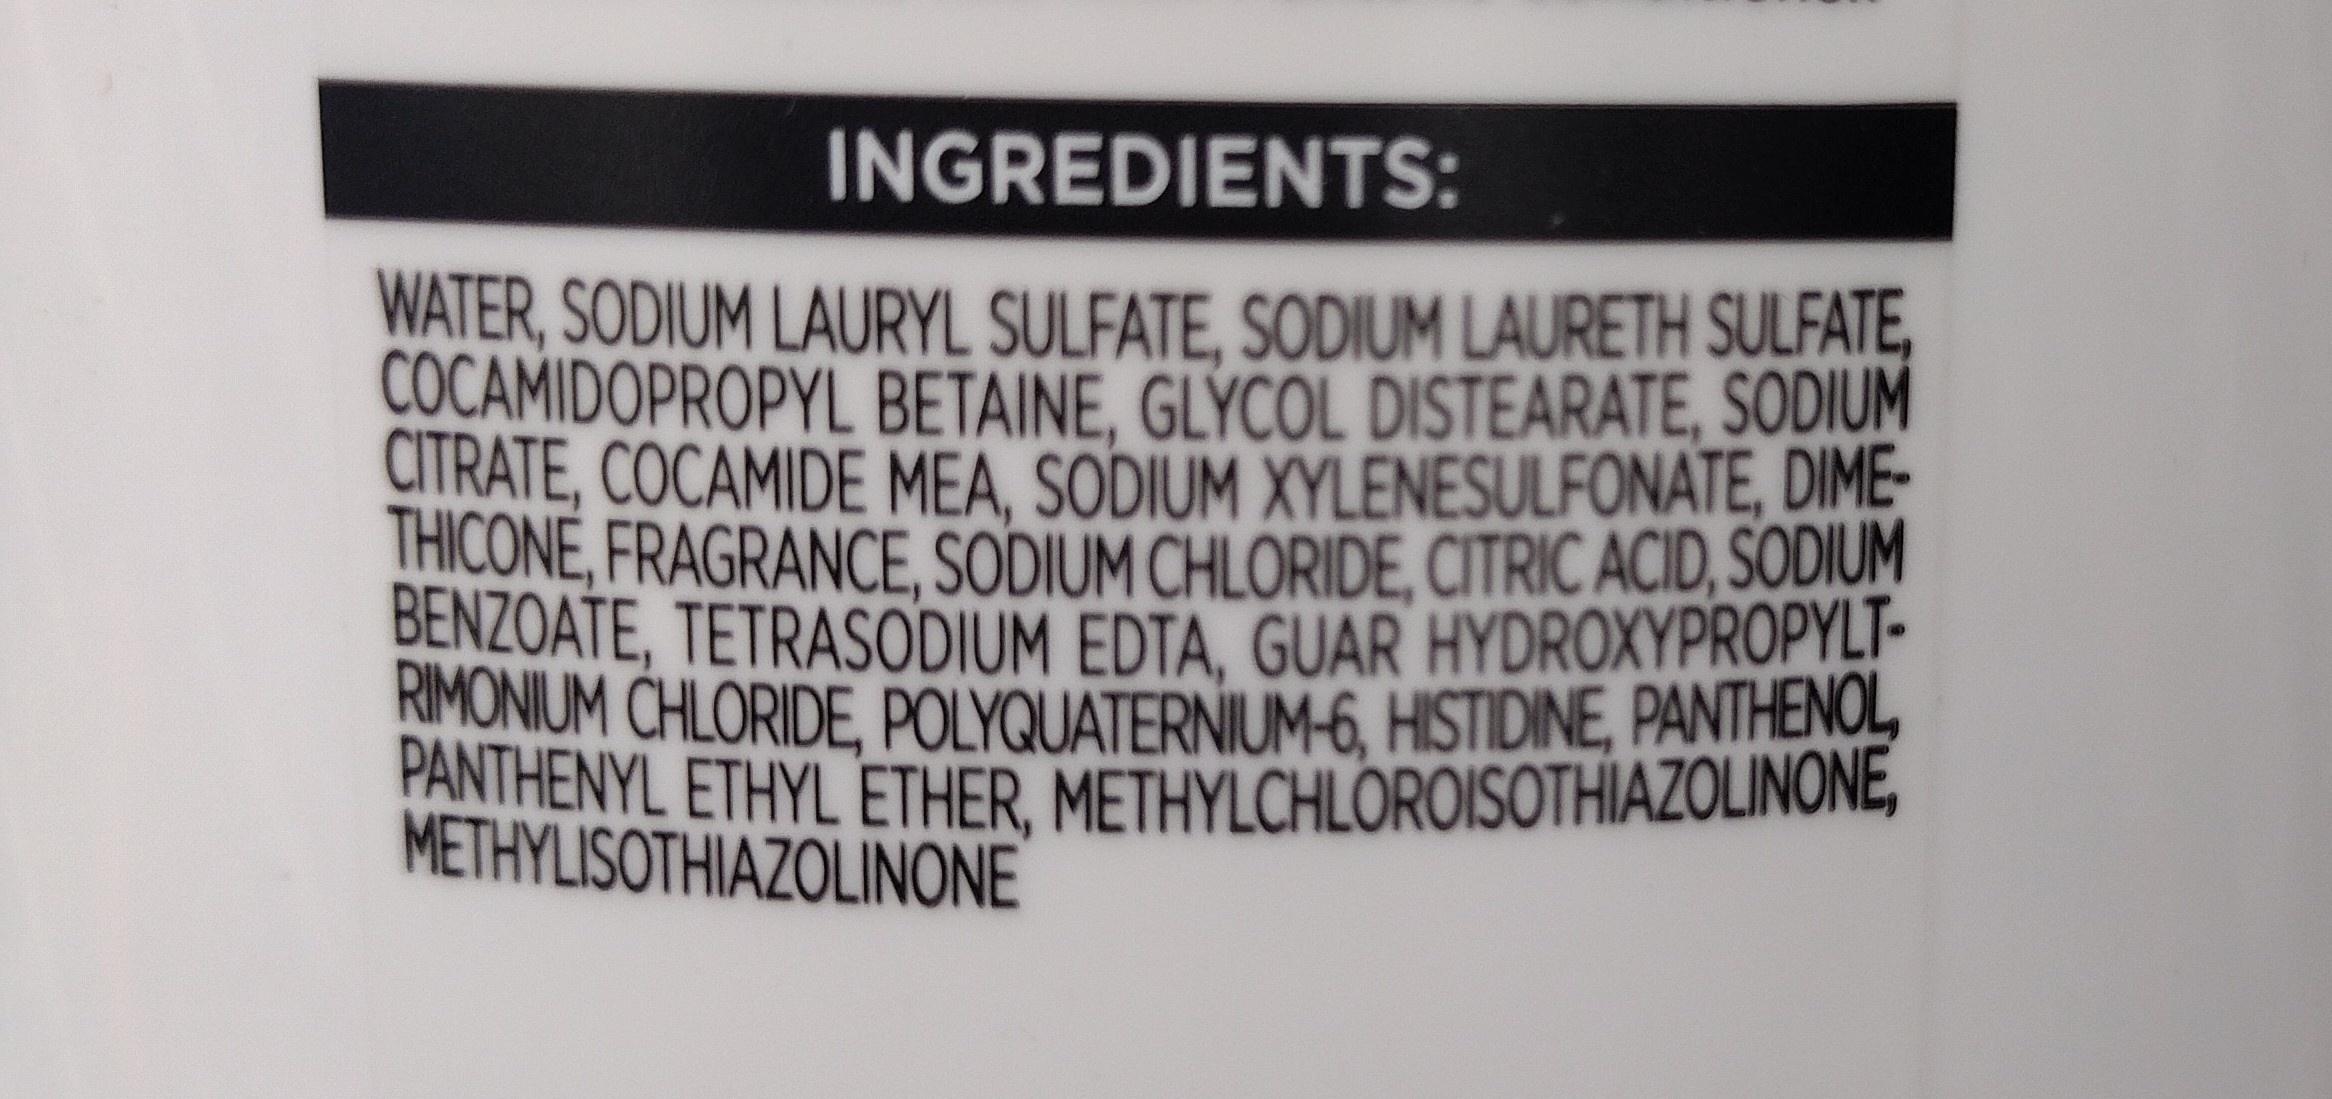 INGREDIENTS:
WATER, SODIUM LAURYL SULFATE, SODIUM LAURETH SULFATE,
COCAMIDOPROPYL BETAINE, GLYCOL DISTEARATE, SODIUM
CITRATE, COCAMIDE MEA, SODIUM XYLENESULFONATE, DIME-
THICONE, FRAGRANCE, SODIUM CHLORIDE, CITRIC ACID, SODIUM
BENZOATE, TETRASODIUM EDTA, GUAR HYDROXYPROPYLT-
RIMONIUM CHLORIDE, POLYQUATERNIUM-6, HISTIDINE, PANTHENOL,
PANTHENYL ETHYL ETHER, METHYLCHLOROISOTHIAZOLINONE,
METHYLISOTHIAZOLINONE